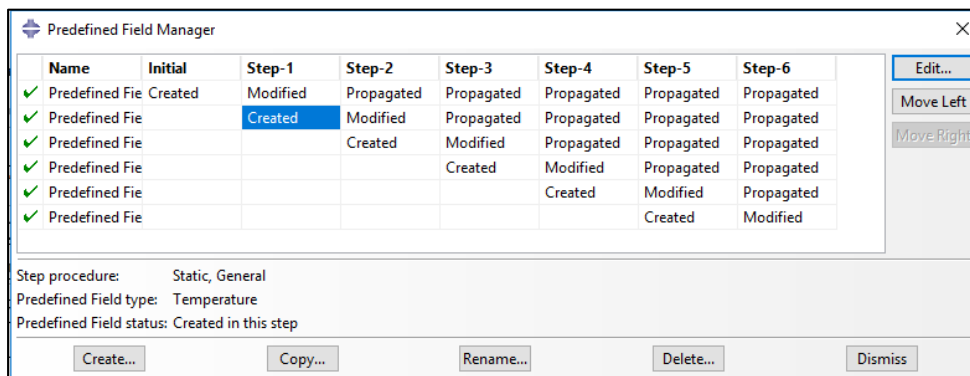 Predefined Field Manager
Name Initial Step-1 Step-2 Step-3 Step-4 Step-5 Step-6
Predefined Fie Created Modified Propagated Propagated Propagated Propagated Propagated
Predefined Fie Created Modified Propagated Propagated Propagated Propagated
Predefined Fie Created Modified Propagated Propagated Propagated
Predefined Fie Created Modified Propagated Propagated
Predefined Fie Created Modified Propagated
Predefined Fie Created Modified
Edit...
Move Left
Move Right
Step procedure: Static, General
Predefined Field type: Temperature
Predefined Field status: Created in this step
Create... Copy... Rename... Delete... Dismiss